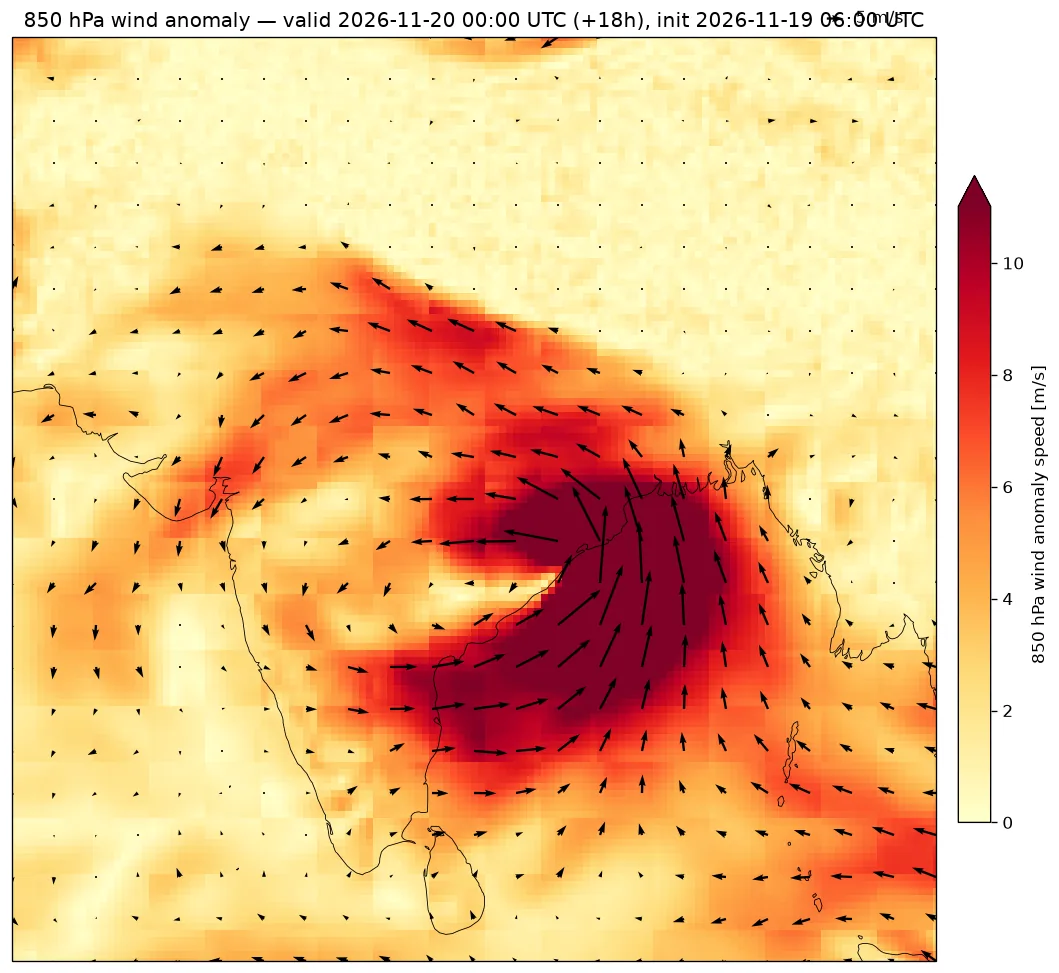 850 hPa wind anomaly — valid 2026-11-20 00:00 UTC (+18h), init 2026-11-19 06:00 UTC
5 m/s
10
8
6
4
2
0
850 hPa wind anomaly speed [m/s]